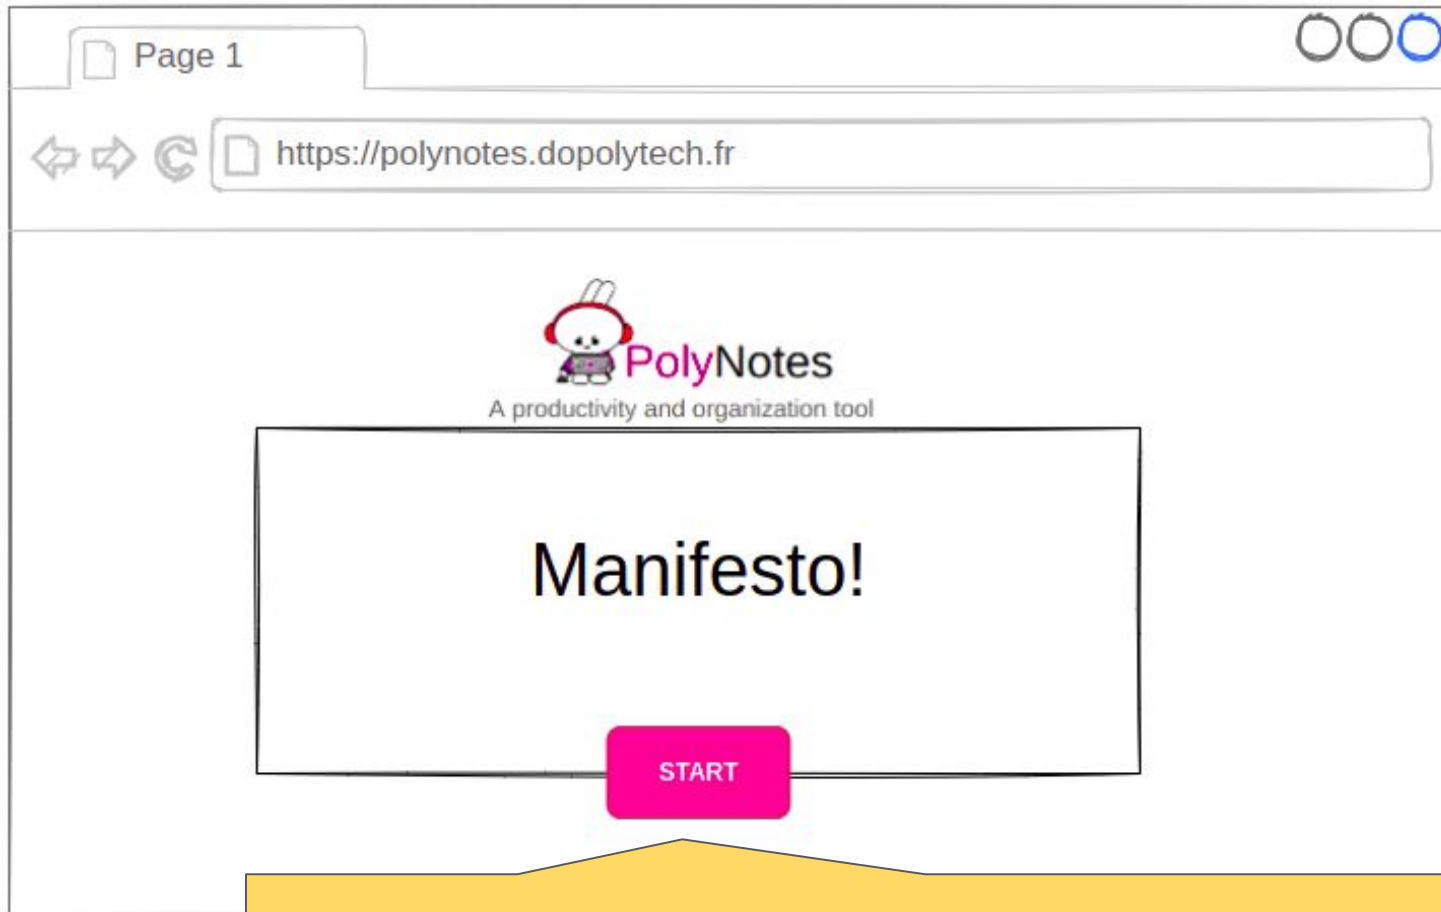 Page 1
https://polynotes.dopolytech.fr
PolyNotes
A productivity and organization tool
Manifesto!
START